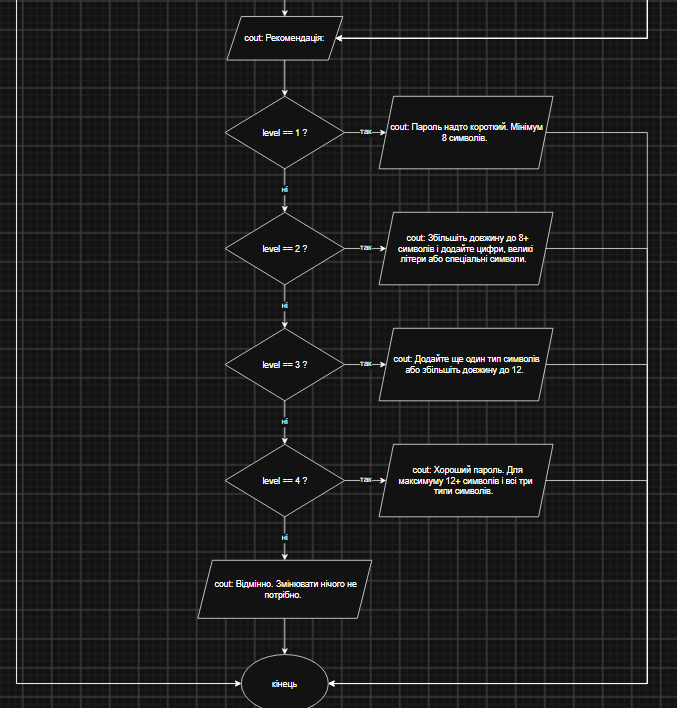 cout: Рекомендація:
level == 1 ?
так
cout: Пароль надто короткий. Мінімум
8 символів.
ні
level == 2 ?
так
cout: Збільшіть довжину до 8+
символів і додайте цифри, великі
літери або спеціальні символи.
ні
level == 3 ?
так
cout: Додайте ще один тип символів
або збільшіть довжину до 12.
ні
level == 4 ?
так
cout: Хороший пароль. Для
максимуму 12+ символів і всі три
типи символів.
ні
cout: Відмінно. Змінювати нічого не
потрібно.
кінець